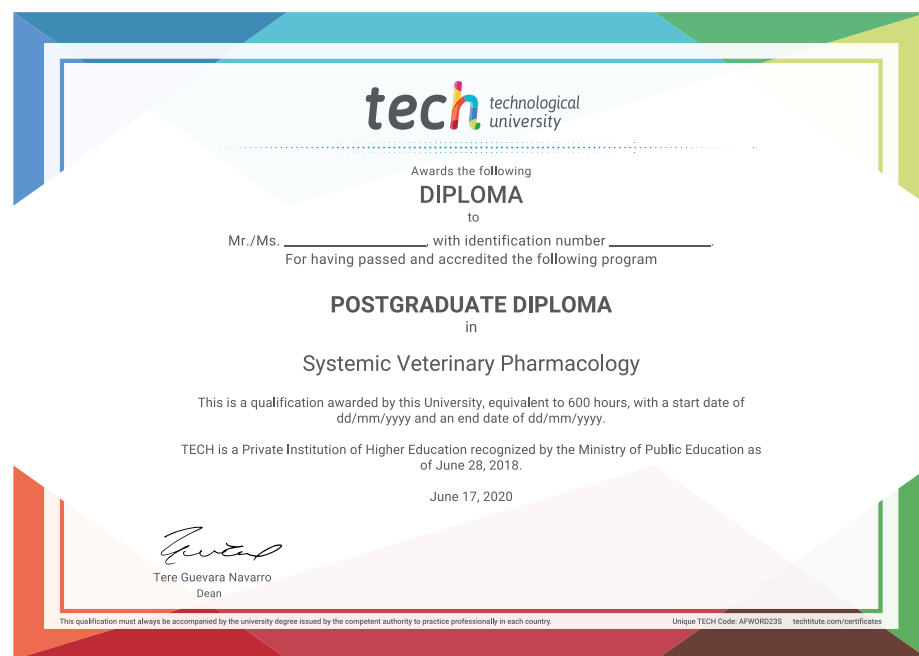 tech technological
university
Awards the following
DIPLOMA
to
Mr./Ms. ____________, with identification number ____________.
For having passed and accredited the following program
POSTGRADUATE DIPLOMA
in
Systemic Veterinary Pharmacology
This is a qualification awarded by this University, equivalent to 600 hours, with a start date of
dd/mm/yyyy and an end date of dd/mm/yyyy.
TECH is a Private Institution of Higher Education recognized by the Ministry of Public Education as
of June 28, 2018.
June 17, 2020
Tere Guevara Navarro
Dean
This qualification must always be accompanied by the university degree issued by the competent authority to practice professionally in each country. Unique TECH Code: AFWORD23S techtitute.com/certificates